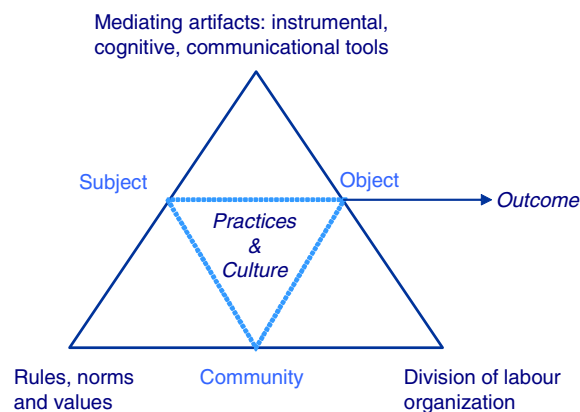 Mediating artifacts: instrumental,
cognitive, communicational tools
Subject
Object
Outcome
Practices
&
Culture
Rules, norms
and values
Community
Division of labour
organization